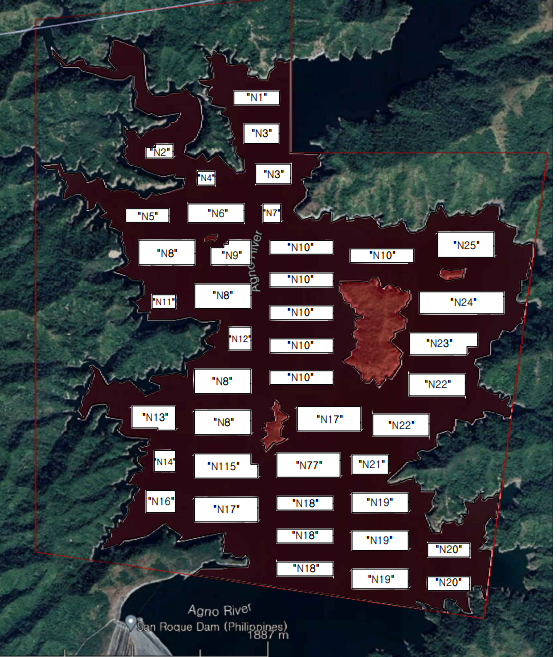 "N1"
"N3"
"N2"
"N4"
"N3"
"N5"
"N6"
"N7"
Agno River
"N8"
"N9"
"N10"
"N10"
"N25"
"N10"
"N8"
"N11"
"N24"
"N10"
"N12"
"N10"
"N23"
"N8"
"N10"
"N22"
"N13"
"N8"
"N17"
"N22"
"N14"
"N115"
"N77"
"N21"
"N16"
"N17"
"N18"
"N19"
"N18"
"N19"
"N20"
"N18"
"N19"
"N20"
Agno River
San Roque Dam (Philippines)
1887 m